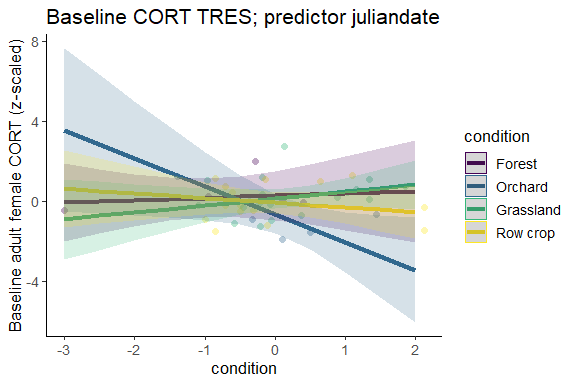 Baseline CORT TRES; predictor juliandate
Baseline adult female CORT (z-scaled)
8
4
0
-4
-3
-2
-1
0
1
2
condition
condition
Forest
Orchard
Grassland
Row crop